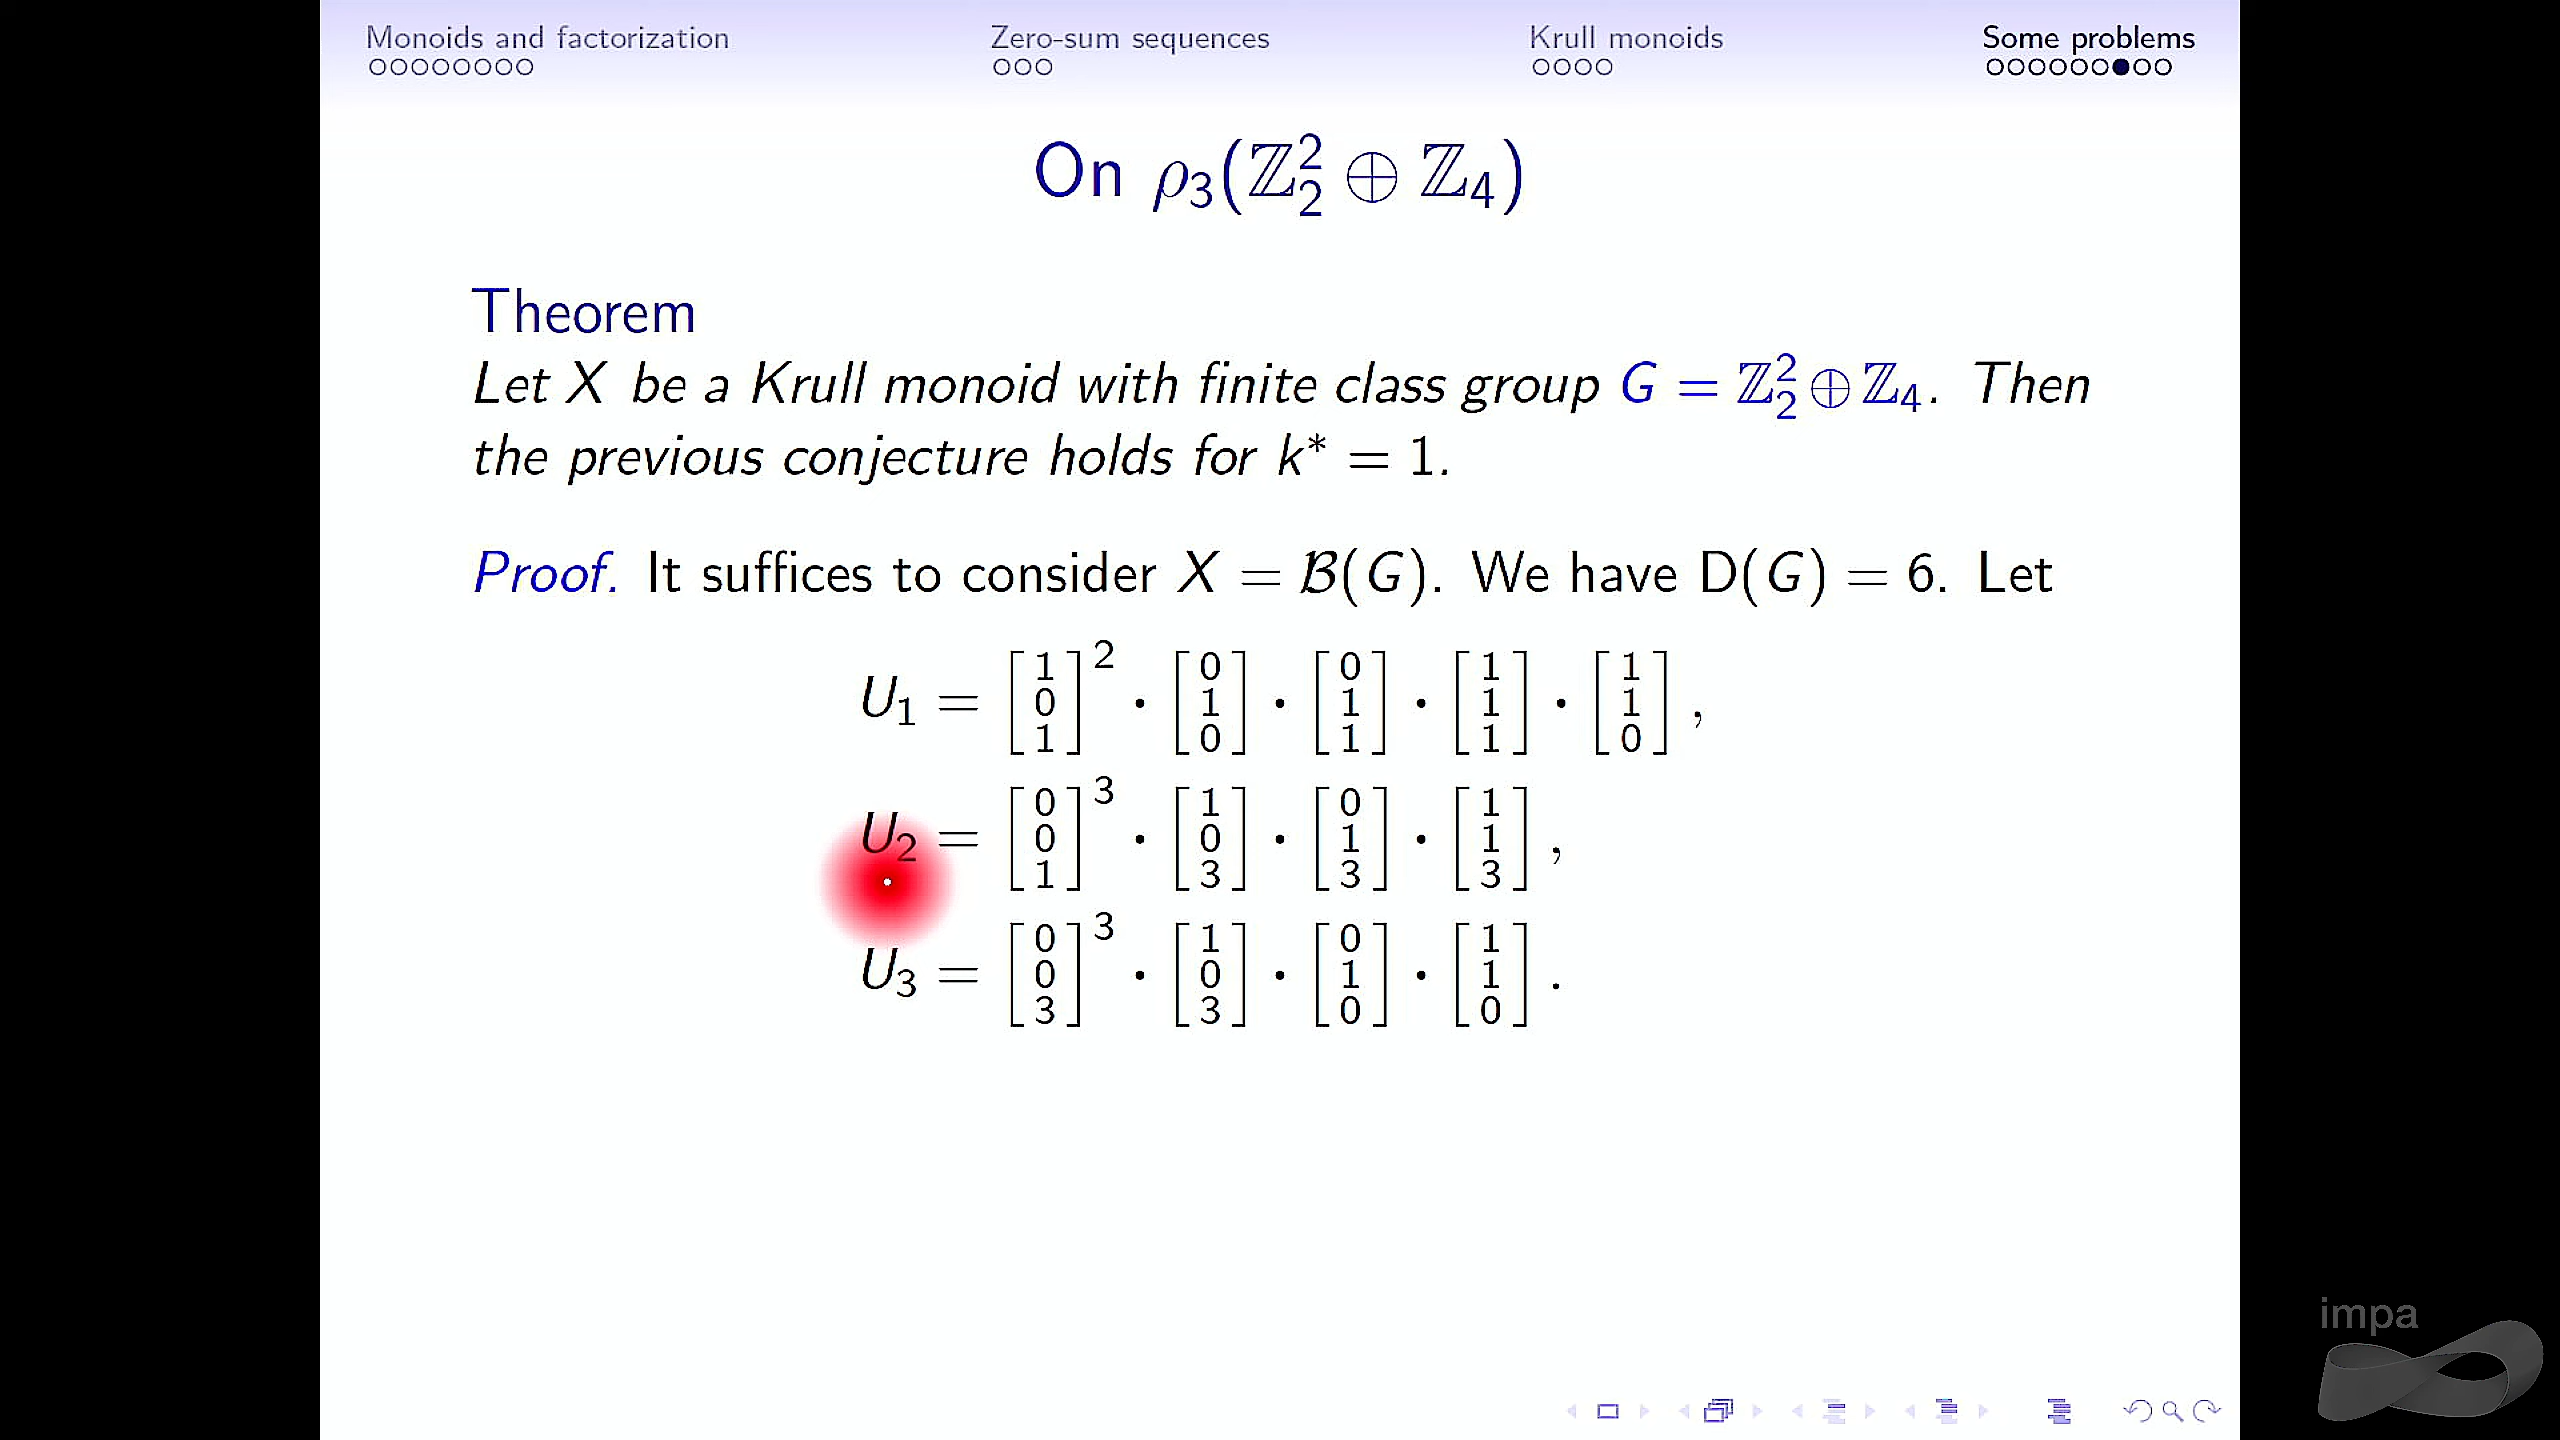 Monoids and factorization Zero-sum sequences Krull monoids Some problems
On ρ₃(ℤ₂² ⊕ ℤ₄)
Theorem
Let X be a Krull monoid with finite class group G = ℤ₂² ⊕ ℤ₄. Then
the previous conjecture holds for k* = 1.
Proof. It suffices to consider X = 𝓑(G). We have D(G) = 6. Let
U₁ = [1 0 1]² · [0 1 0] · [0 1 1] · [1 1 1] · [1 1 0],
U₂ = [0 0 1]³ · [1 0 3] · [0 1 3] · [1 1 3],
U₃ = [0 0 3]³ · [1 0 3] · [0 1 0] · [1 1 0].
impa